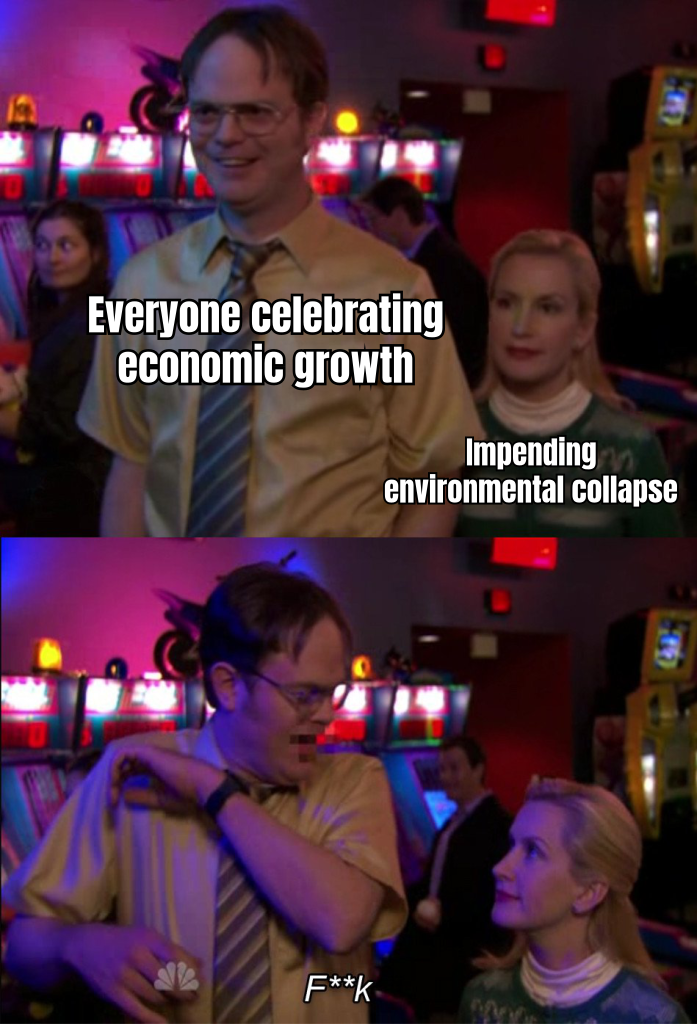 Everyone celebrating
economic growth
Impending
environmental collapse
F**k